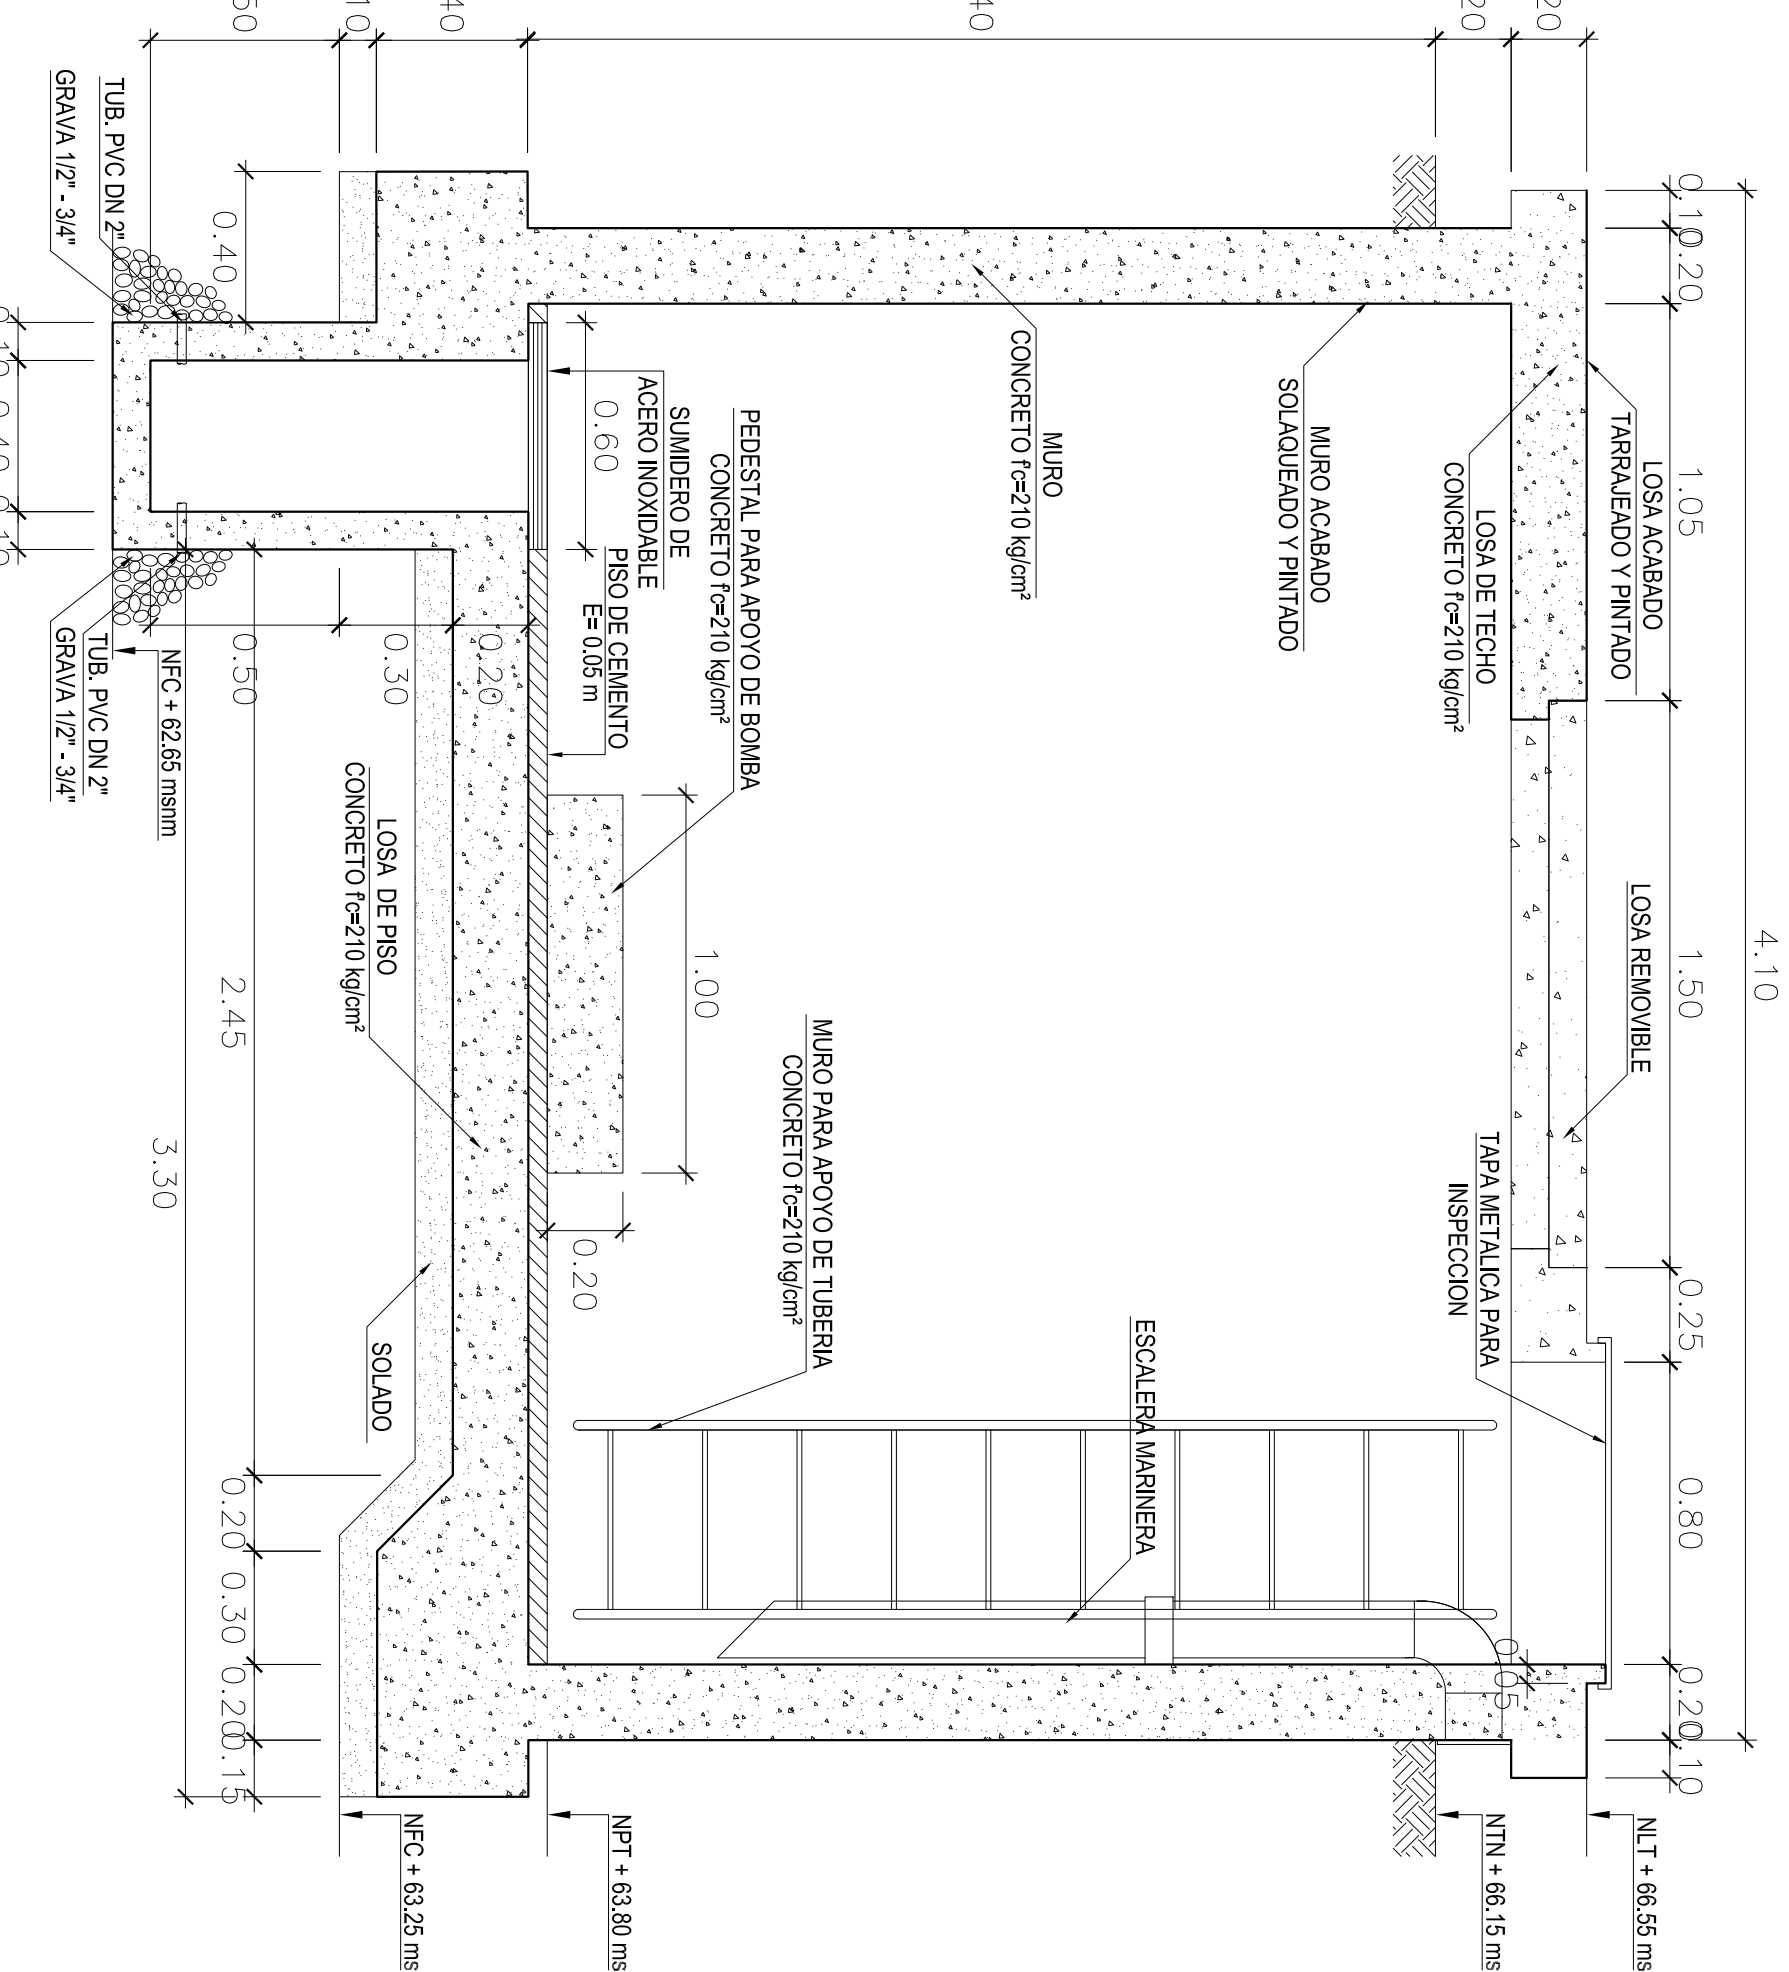 4.10
0.10
0.20
1.05
1.50
0.25
0.80
0.20
0.10
LOSA ACABADO
TARRAJEADO Y PINTADO
LOSA REMOVIBLE
NLT + 66.55 ms
LOSA DE TECHO
CONCRETO f'c=210 kg/cm²
TAPA METALICA PARA
INSPECCION
0.05
NTN + 66.15 ms
MURO ACABADO
SOLAQUEADO Y PINTADO
ESCALERA MARINERA
MURO
CONCRETO f'c=210 kg/cm²
MURO PARA APOYO DE TUBERIA
CONCRETO f'c=210 kg/cm²
PEDESTAL PARA APOYO DE BOMBA
CONCRETO f'c=210 kg/cm²
1.00
SUMIDERO DE
ACERO INOXIDABLE
0.60
PISO DE CEMENTO
E= 0.05 m
0.20
NPT + 63.80 ms
0.20
0.30
0.50
LOSA DE PISO
CONCRETO f'c=210 kg/cm²
SOLADO
NFC + 63.25 ms
0.40
2.45
0.20
0.30
0.20
0.15
3.30
NFC + 62.65 msnm
TUB. PVC DN 2"
GRAVA 1/2" - 3/4"
TUB. PVC DN 2"
GRAVA 1/2" - 3/4"